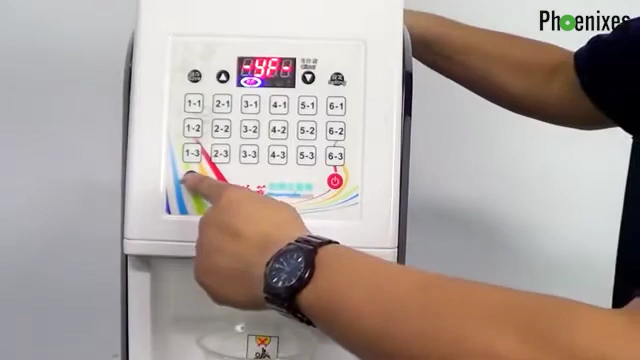 Phoenixes
-YF-
1-1 2-1 3-1 4-1 5-1 6-1
1-2 2-2 3-2 4-2 5-2 6-2
1-3 2-3 3-3 4-3 5-3 6-3